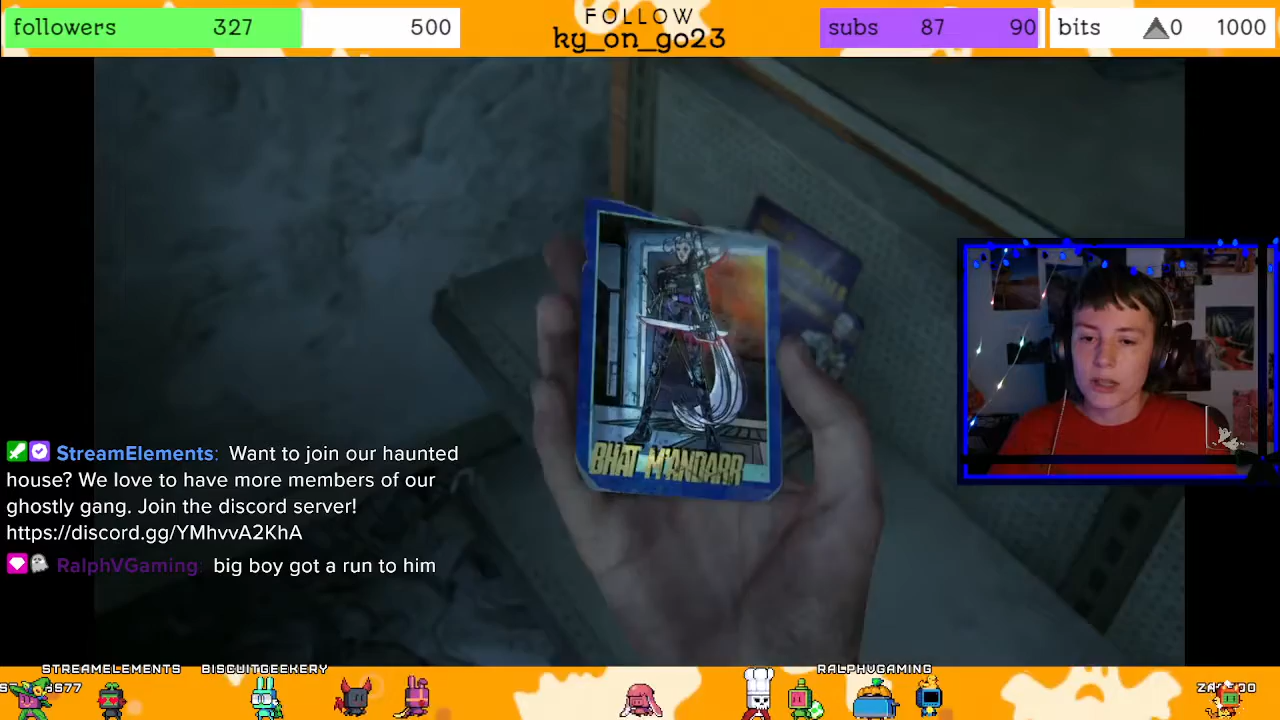 followers 327 500
FOLLOW
ky_on_go23
subs 87 90
bits 0 1000
BHAT M'ANDARR
StreamElements: Want to join our haunted
house? We love to have more members of our
ghostly gang. Join the discord server!
https://discord.gg/YMhvvA2KhA
RalphVGaming: big boy got a run to him
STREAMELEMENTS BISCUITGEEKERY RALPHVGAMING